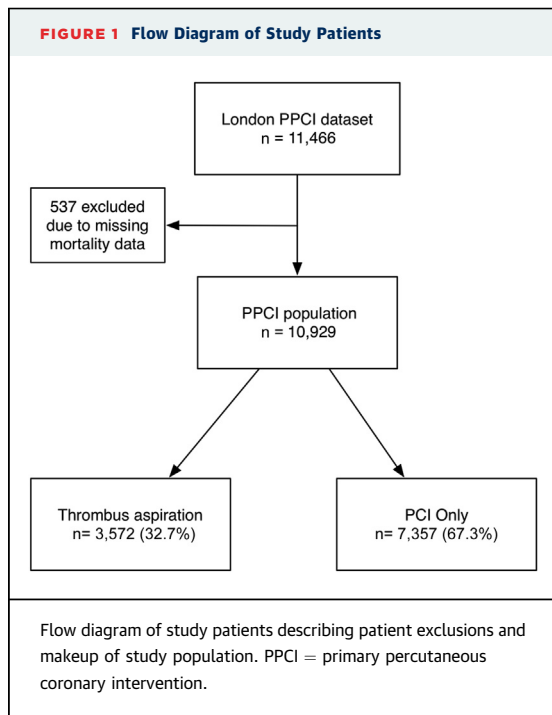 FIGURE 1 Flow Diagram of Study Patients
London PPCI dataset
n = 11,466
537 excluded
due to missing
mortality data
PPCI population
n = 10,929
Thrombus aspiration
n= 3,572 (32.7%)
PCI Only
n= 7,357 (67.3%)
Flow diagram of study patients describing patient exclusions and
makeup of study population. PPCI = primary percutaneous
coronary intervention.